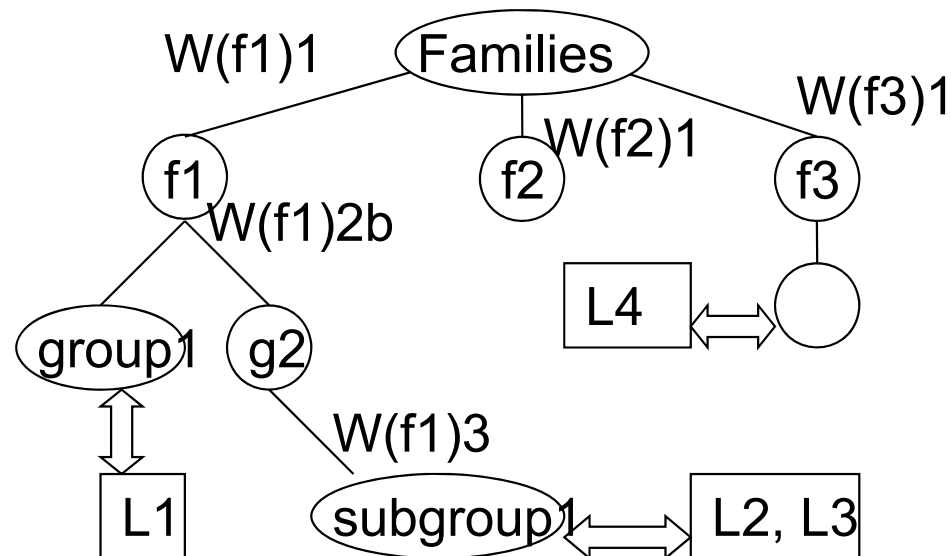 Families
W(f1)1
W(f3)1
W(f2)1
f1
f2
f3
W(f1)2b
L4
group1
g2
W(f1)3
L1
subgroup1
L2, L3